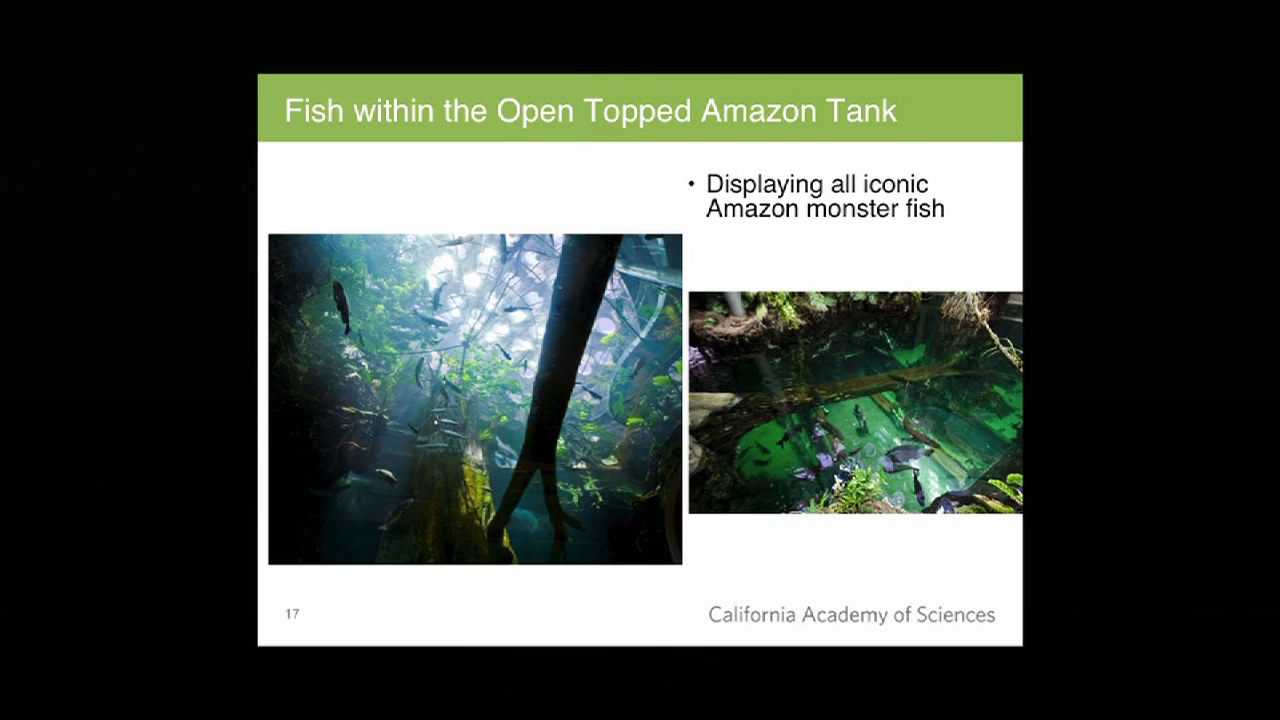 Fish within the Open Topped Amazon Tank
• Displaying all iconic
Amazon monster fish
17
California Academy of Sciences